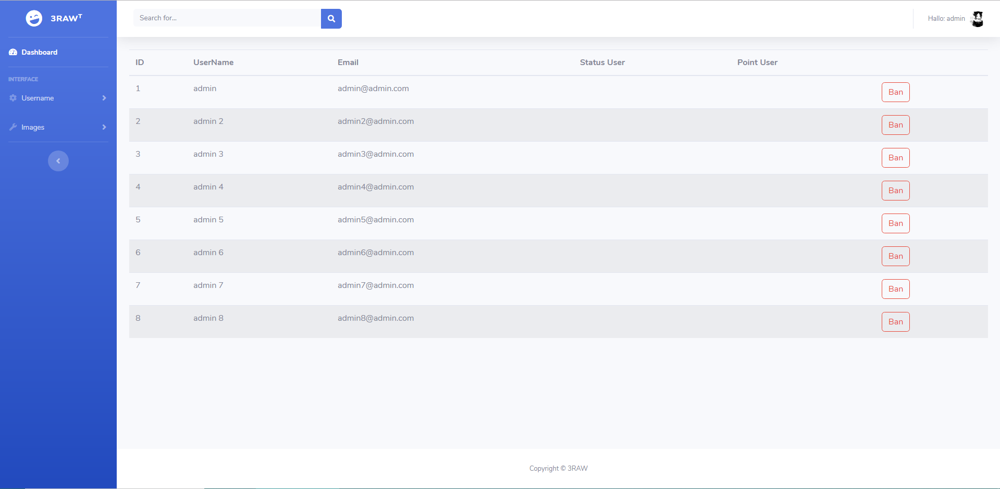 3RAWT
Search for...
Hallo: admin
Dashboard
INTERFACE
Username
Images
ID UserName Email Status User Point User
1 admin admin@admin.com Ban
2 admin 2 admin2@admin.com Ban
3 admin 3 admin3@admin.com Ban
4 admin 4 admin4@admin.com Ban
5 admin 5 admin5@admin.com Ban
6 admin 6 admin6@admin.com Ban
7 admin 7 admin7@admin.com Ban
8 admin 8 admin8@admin.com Ban
Copyright © 3RAW